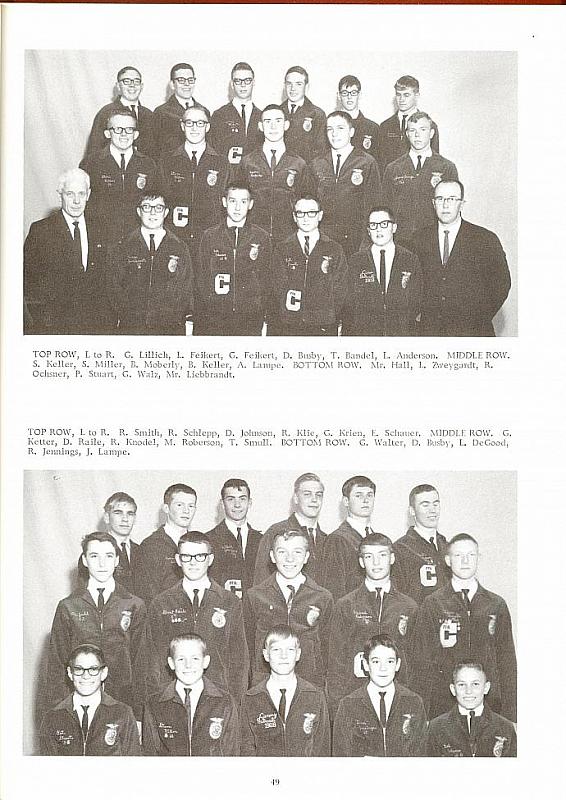 TOP ROW, L to R. G. Lillich, L. Feikert, G. Feikert, D. Busby, T. Bandel, L. Anderson. MIDDLE ROW.
S. Keller, S. Miller, B. Moberly, B. Keller, A. Lampe. BOTTOM ROW. Mr. Hall, L. Zweygardt, R.
Ochsner, P. Stuart, G. Walz, Mr. Liebbrandt.
TOP ROW, L to R. R. Smith, R. Schlepp, D. Johnson, R. Klie, G. Krien, E. Schauer. MIDDLE ROW. G.
Ketter, D. Raile, R. Knodel, M. Roberson, T. Small. BOTTOM ROW. G. Walter, D. Busby, L. DeGood,
R. Jennings, J. Lampe.
49